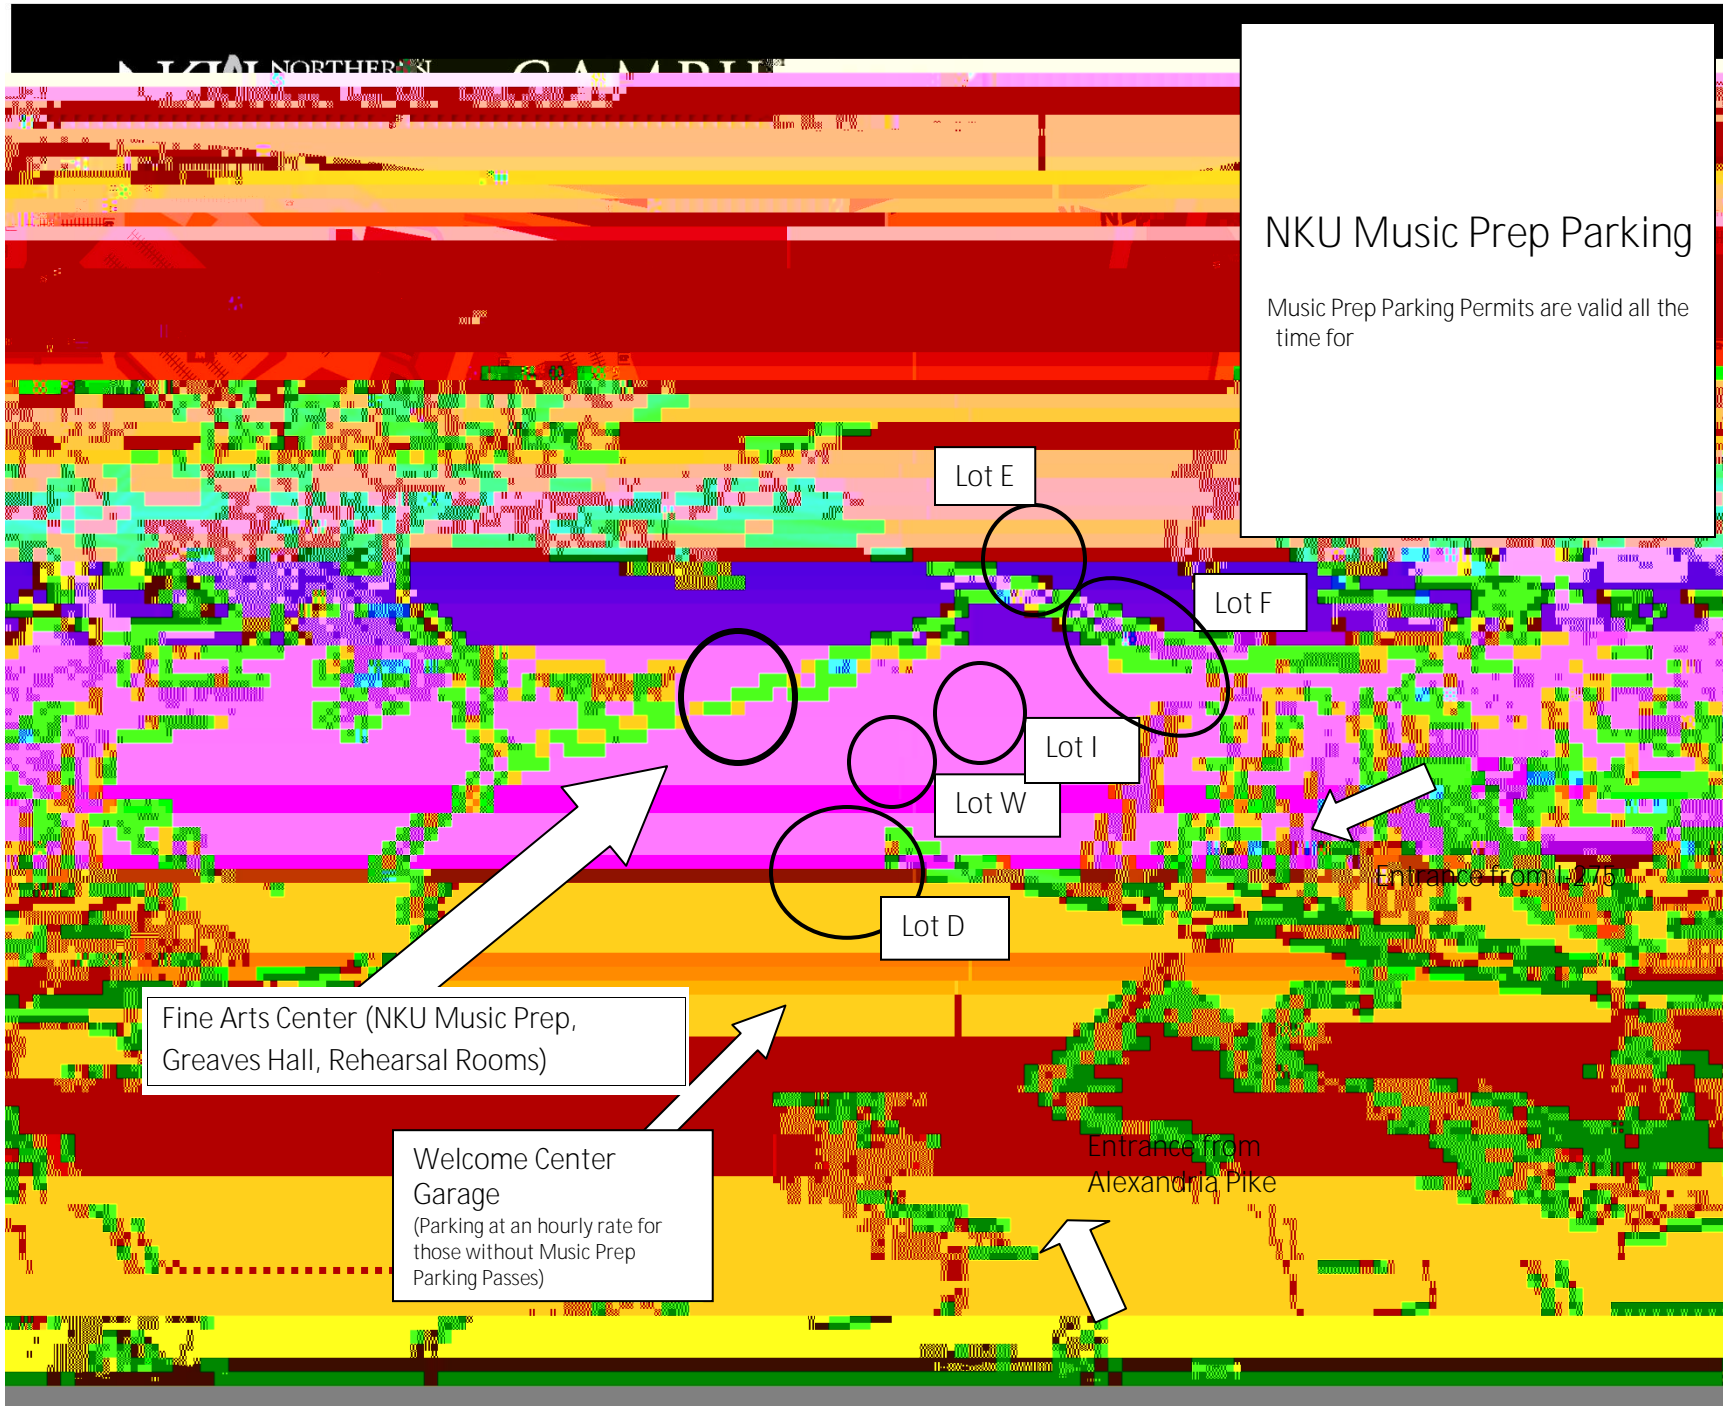 NORTHERN
NKU Music Prep Parking
Music Prep Parking Permits are valid all the
time for
Lot E
Lot F
Lot I
Lot W
Entrance from I-275
Lot D
Fine Arts Center (NKU Music Prep,
Greaves Hall, Rehearsal Rooms)
Welcome Center
Garage
(Parking at an hourly rate for
those without Music Prep
Parking Passes)
Entrance from
Alexandria Pike